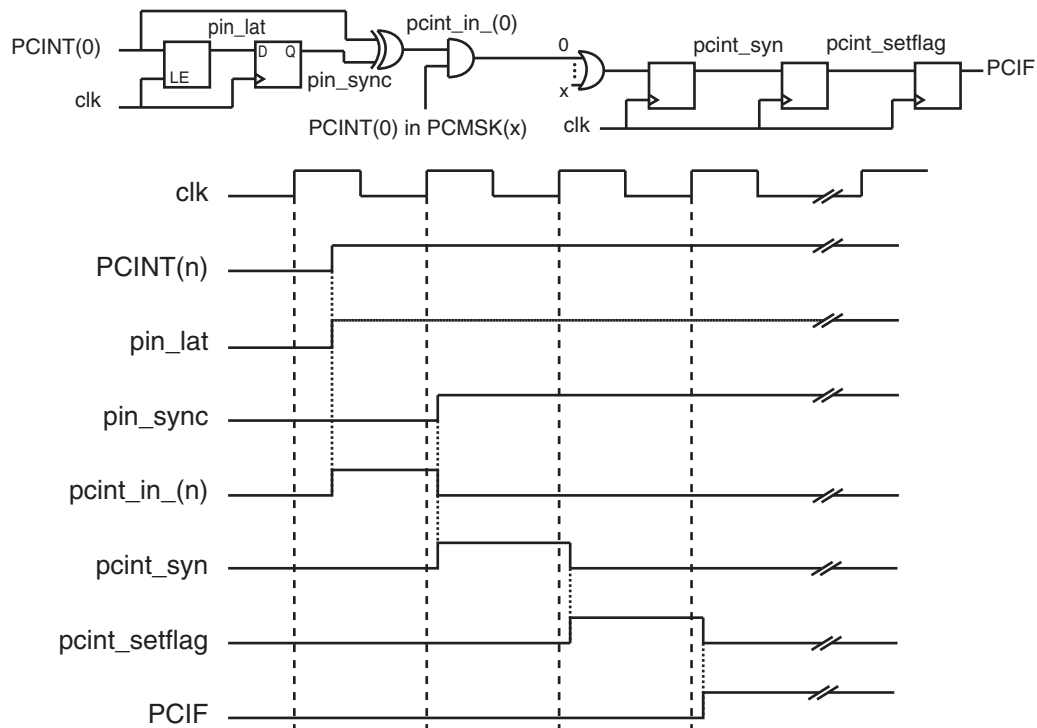 pin_lat
pcint_in_(0)
PCINT(0)
D Q
LE
pin_sync
clk
PCINT(0) in PCMSK(x)
0
x
clk
pcint_syn
pcint_setflag
PCIF
clk
PCINT(n)
pin_lat
pin_sync
pcint_in_(n)
pcint_syn
pcint_setflag
PCIF